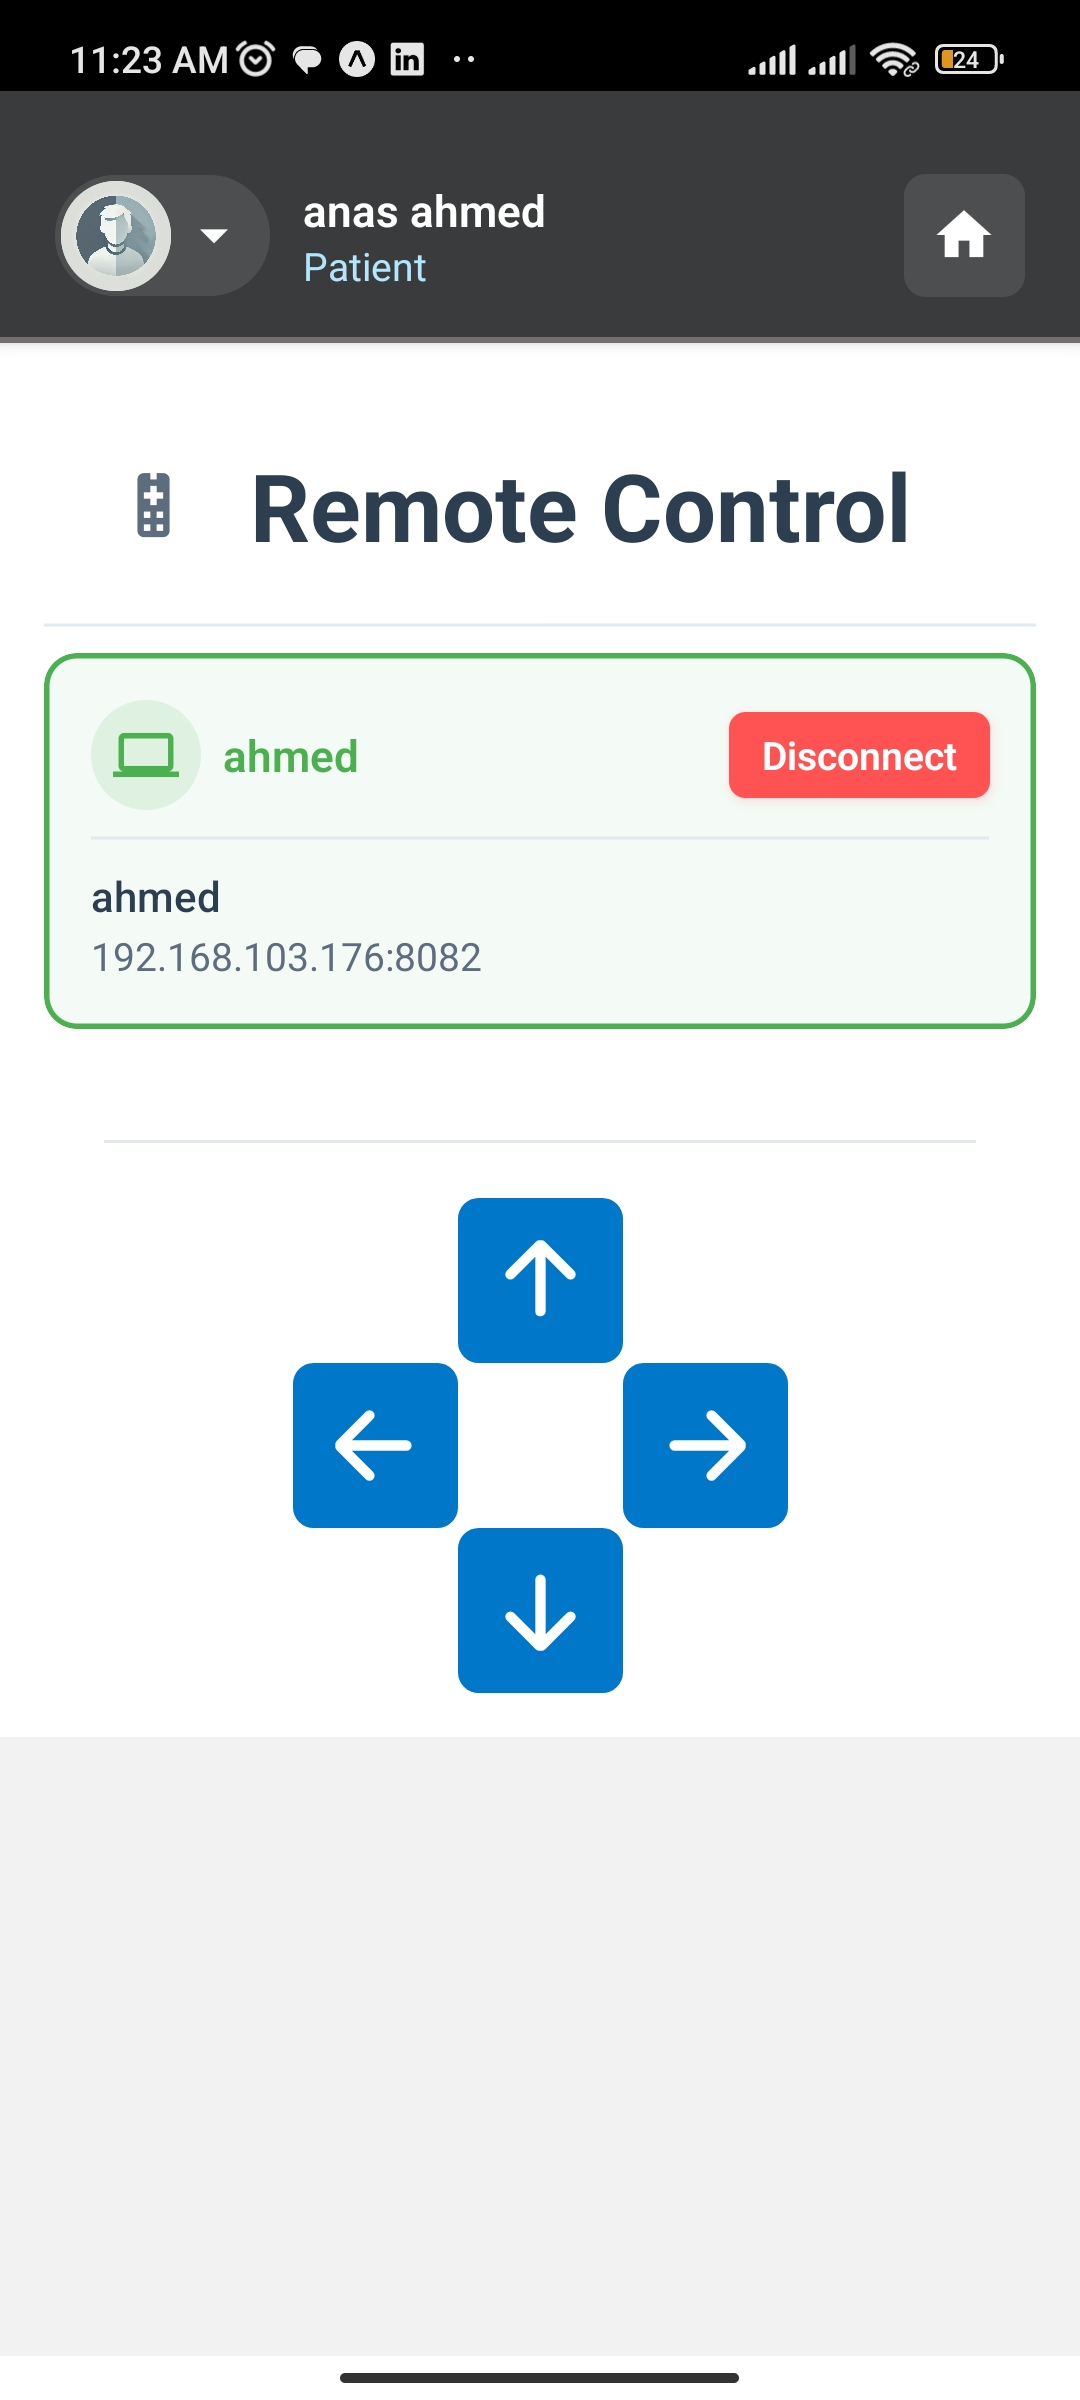 11:23 AM
24
anas ahmed
Patient
Remote Control
ahmed
Disconnect
ahmed
192.168.103.176:8082